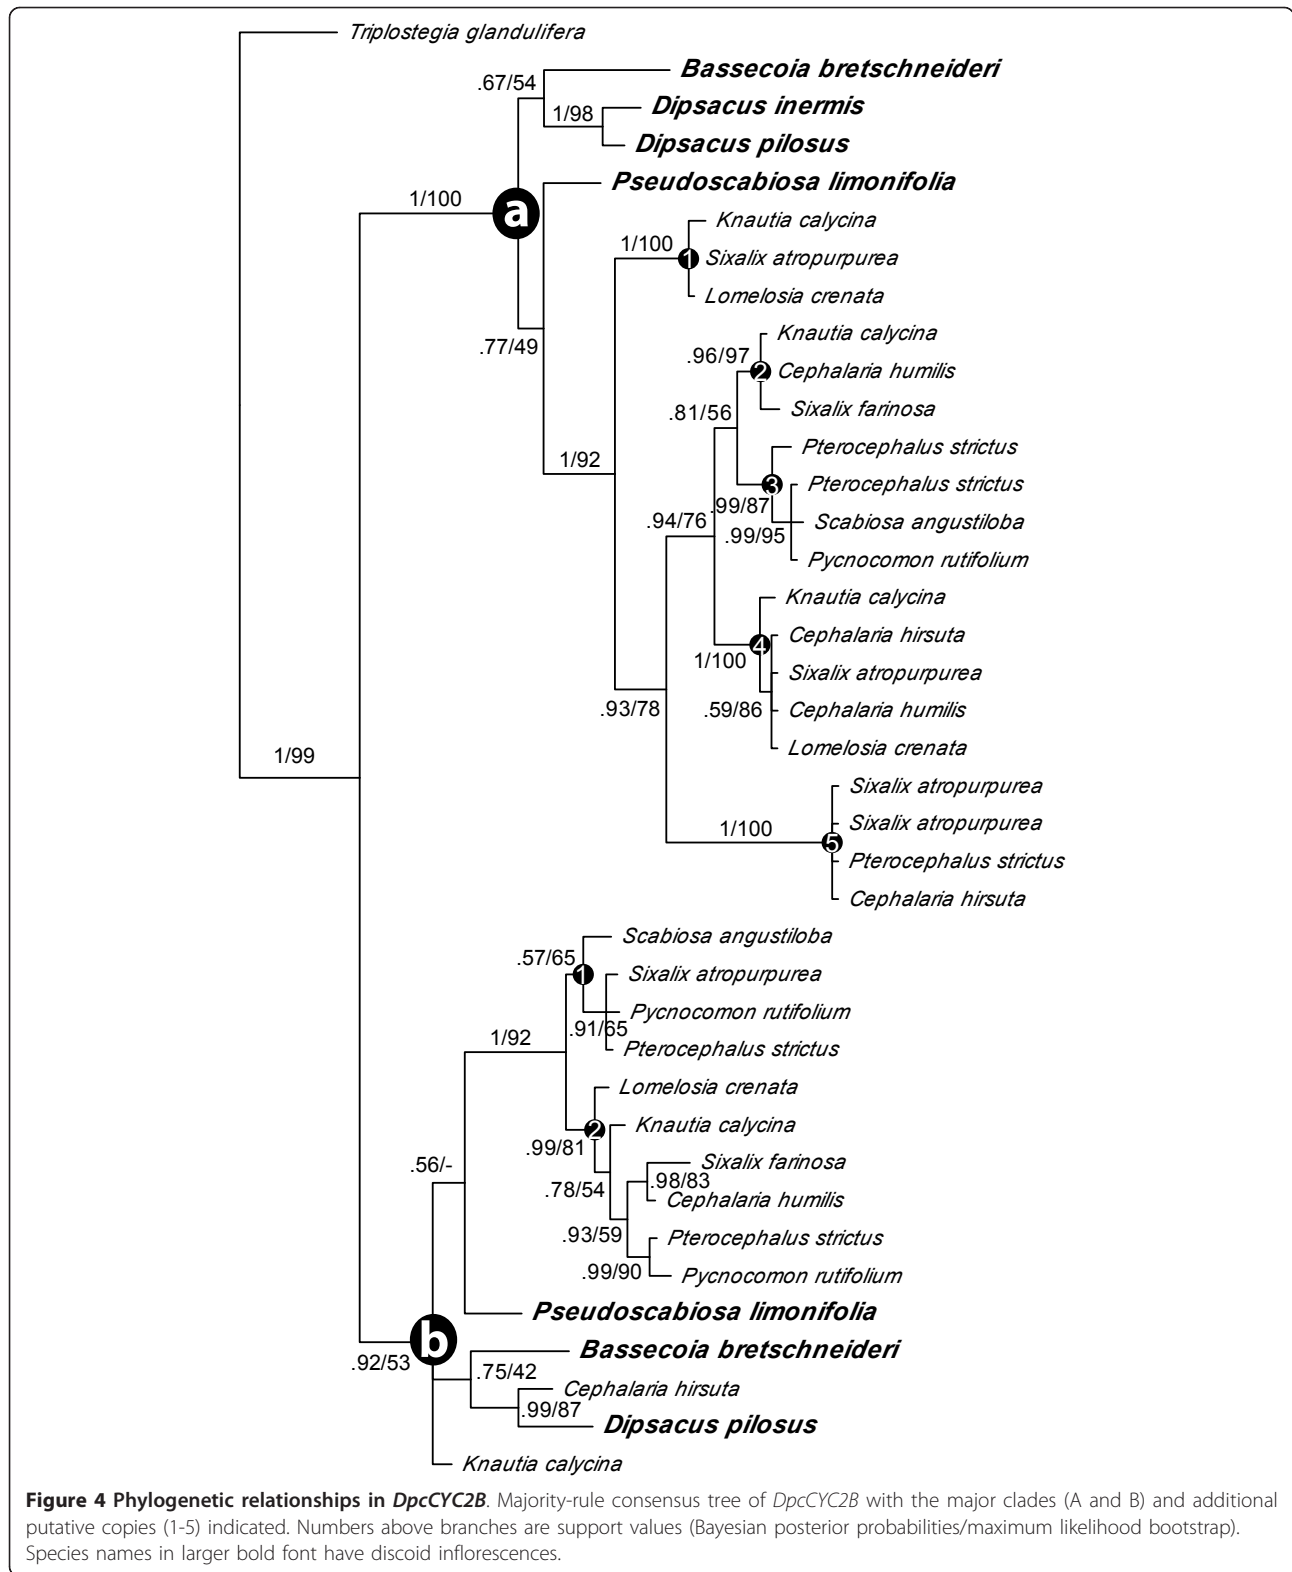 Triplostegia glandulifera
Bassecoia bretschneideri
.67/54
Dipsacus inermis
1/98
Dipsacus pilosus
Pseudoscabiosa limonifolia
1/100
a
Knautia calycina
1/100
1
Sixalix atropurpurea
Lomelosia crenata
Knautia calycina
.77/49
.96/97
2
Cephalaria humilis
.81/56
Sixalix farinosa
Pterocephalus strictus
1/92
3
Pterocephalus strictus
.99/87
.94/76
Scabiosa angustiloba
.99/95
Pycnocomon rutifolium
Knautia calycina
Cephalaria hirsuta
4
1/100
Sixalix atropurpurea
.93/78
.59/86
Cephalaria humilis
Lomelosia crenata
1/99
Sixalix atropurpurea
1/100
Sixalix atropurpurea
5
Pterocephalus strictus
Cephalaria hirsuta
Scabiosa angustiloba
.57/65
1
Sixalix atropurpurea
Pycnocomon rutifolium
1/92
.91/65
Pterocephalus strictus
Lomelosia crenata
2
Knautia calycina
.99/81
.56/-
Sixalix farinosa
.98/83
.78/54
Cephalaria humilis
.93/59
Pterocephalus strictus
.99/90
Pycnocomon rutifolium
Pseudoscabiosa limonifolia
b
Bassecoia bretschneideri
.92/53
.75/42
Cephalaria hirsuta
.99/87
Dipsacus pilosus
Knautia calycina
Figure 4 Phylogenetic relationships in DpcCYC2B. Majority-rule consensus tree of DpcCYC2B with the major clades (A and B) and additional
putative copies (1-5) indicated. Numbers above branches are support values (Bayesian posterior probabilities/maximum likelihood bootstrap).
Species names in larger bold font have discoid inflorescences.